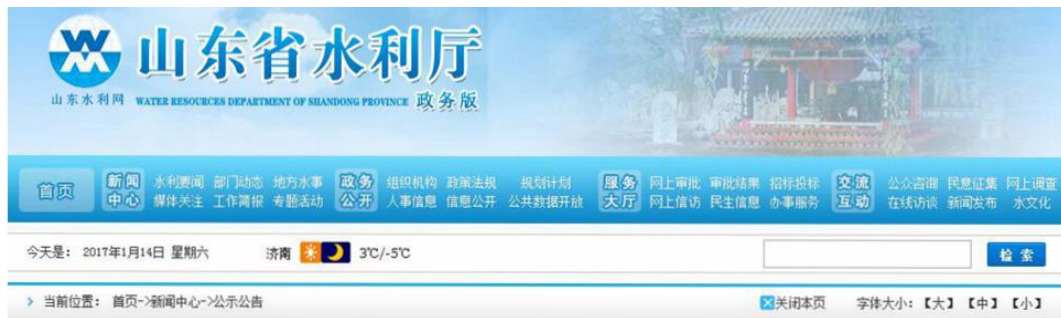 山东省水利厅
山东水利网 WATER RESOURCES DEPARTMENT OF SHANDONG PROVINCE 政务版
首页 新闻中心 水利要闻 部门动态 地方水事 政务公开 组织机构 政策法规 规划计划 服务大厅 网上审批 审批结果 招标投标 交流互动 公众咨询 民意征集 网上调查
媒体关注 工作简报 专题活动 人事信息 信息公开 公共数据开放 网上信访 民生信息 办事服务 在线访谈 新闻发布 水文化
今天是: 2017年1月14日 星期六 济南 3℃/-5℃ 检索
> 当前位置: 首页->新闻中心->公示公告 关闭本页 字体大小:【大】【中】【小】